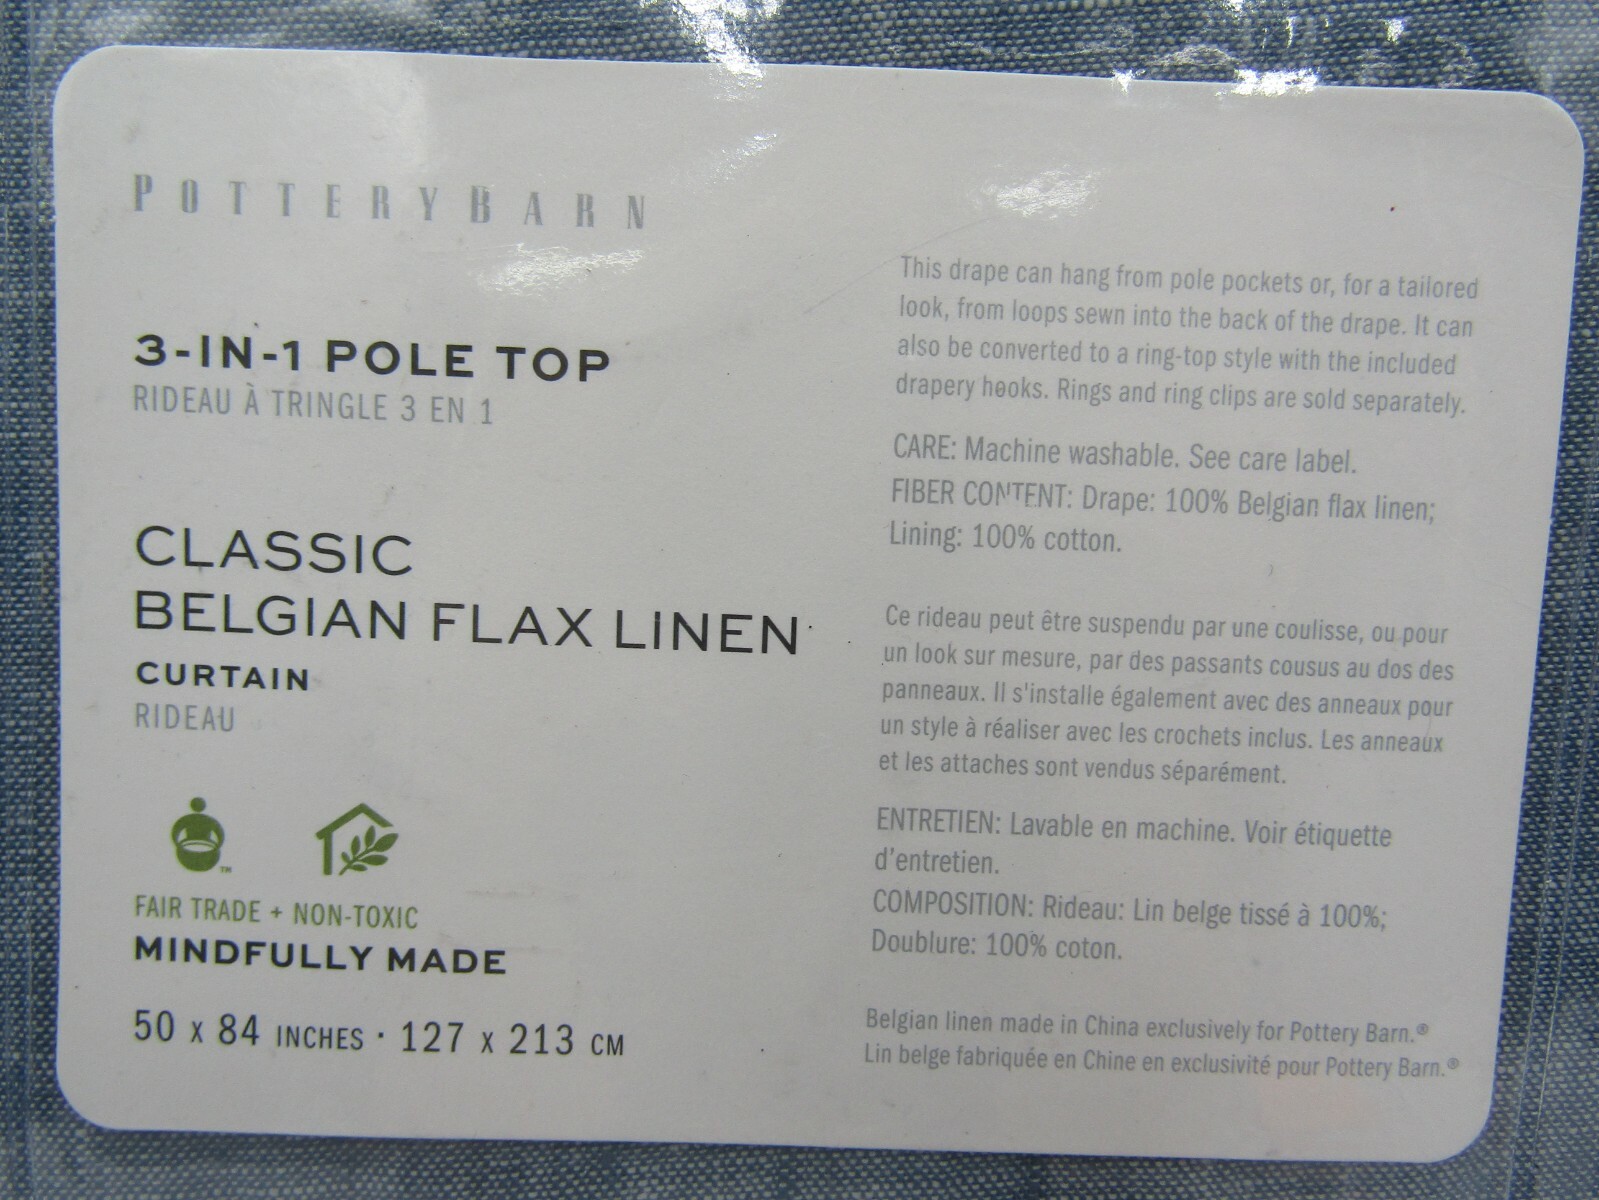 POTTERY BARN
3-IN-1 POLE TOP
RIDEAU À TRINGLE 3 EN 1
CLASSIC
BELGIAN FLAX LINEN
CURTAIN
RIDEAU
TM
FAIR TRADE + NON-TOXIC
MINDFULLY MADE
50 x 84 INCHES · 127 x 213 CM
This drape can hang from pole pockets or, for a tailored
look, from loops sewn into the back of the drape. It can
also be converted to a ring-top style with the included
drapery hooks. Rings and ring clips are sold separately.
CARE: Machine washable. See care label.
FIBER CONTENT: Drape: 100% Belgian flax linen;
Lining: 100% cotton.
Ce rideau peut être suspendu par une coulisse, ou pour
un look sur mesure, par des passants cousus au dos des
panneaux. Il s'installe également avec des anneaux pour
un style à réaliser avec les crochets inclus. Les anneaux
et les attaches sont vendus séparément.
ENTRETIEN: Lavable en machine. Voir étiquette
d'entretien.
COMPOSITION: Rideau: Lin belge tissé à 100%;
Doublure: 100% coton.
Belgian linen made in China exclusively for Pottery Barn.®
Lin belge fabriquée en Chine en exclusivité pour Pottery Barn.®